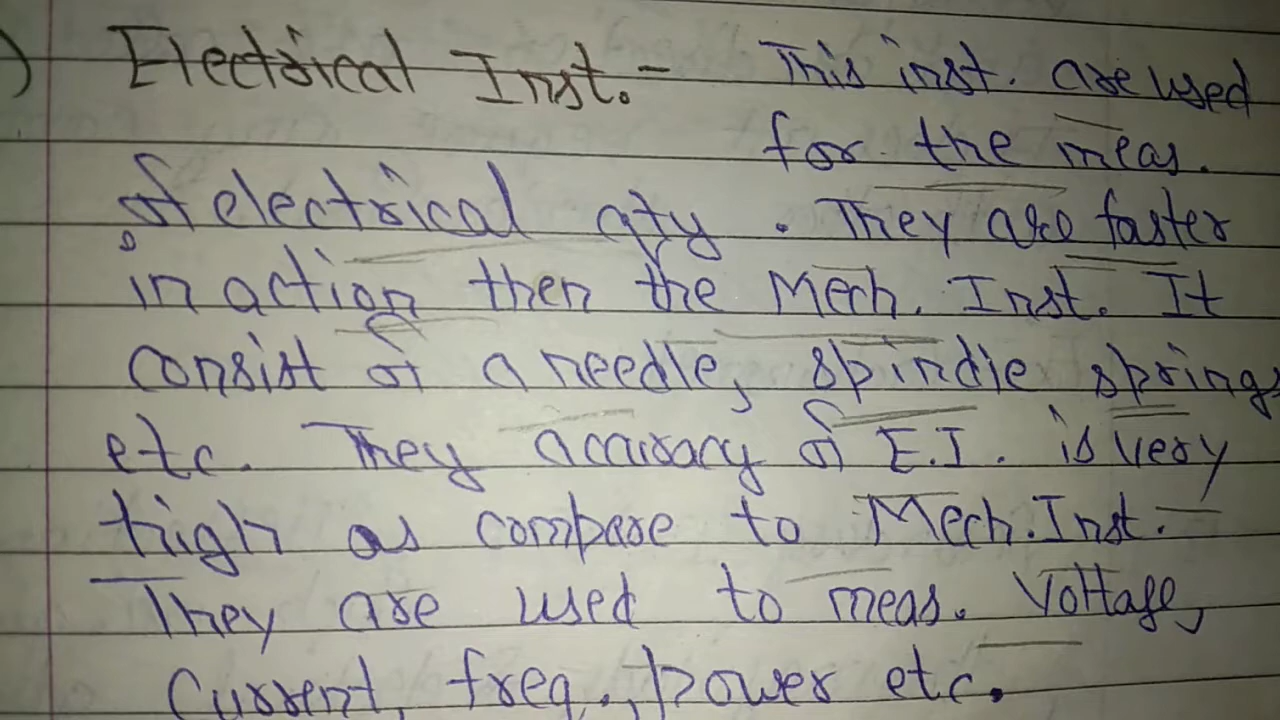 ) Electrical Inst. - This inst. are used
for the meas.
of electrical qty. They are faster
in action then the Mech. Inst. It
consist of a needle, spindle springs
etc. They accuracy of E.I. is very
high as compare to Mech. Inst.
They are used to meas. Voltage,
Current, freq., power etc.